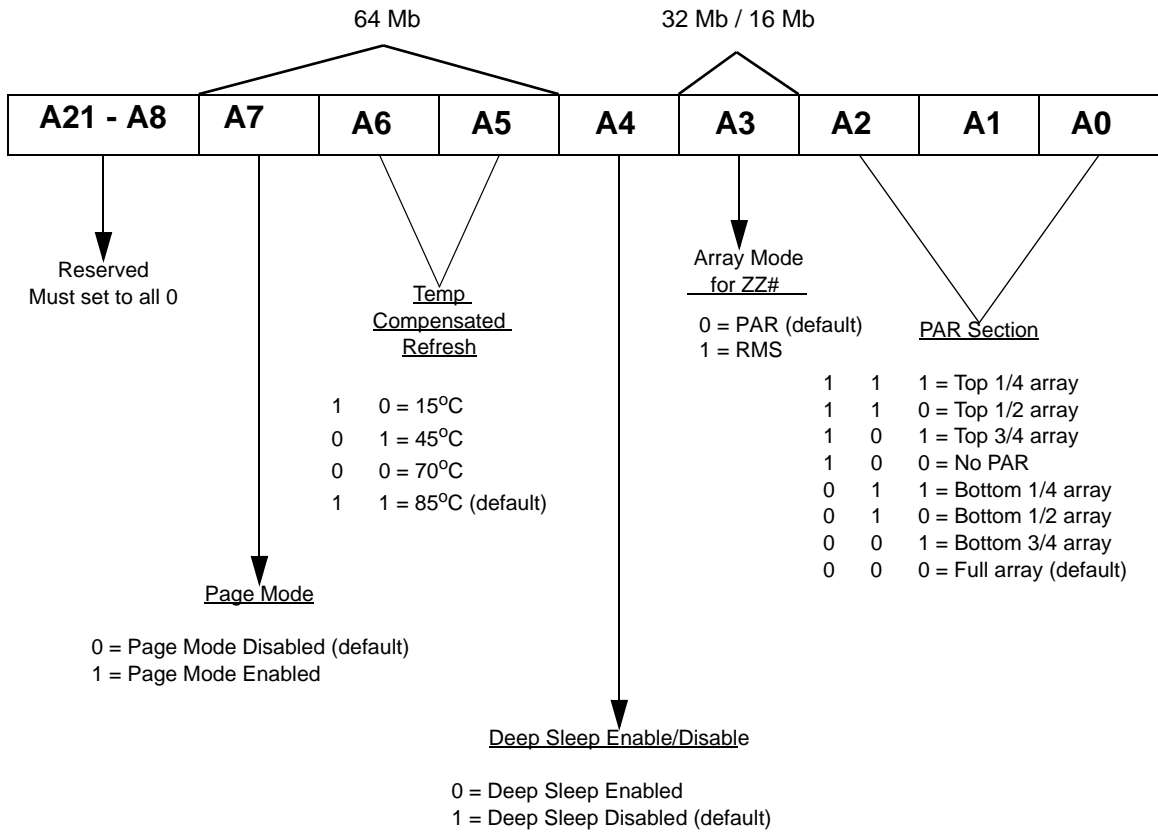 64 Mb
32 Mb / 16 Mb
A21 - A8 A7 A6 A5 A4 A3 A2 A1 A0
Reserved
Must set to all 0
Temp
Compensated
Refresh
1 0 = 15oC
0 1 = 45oC
0 0 = 70oC
1 1 = 85oC (default)
Array Mode
for ZZ#
0 = PAR (default)
1 = RMS
PAR Section
1 1 1 = Top 1/4 array
1 1 0 = Top 1/2 array
1 0 1 = Top 3/4 array
1 0 0 = No PAR
0 1 1 = Bottom 1/4 array
0 1 0 = Bottom 1/2 array
0 0 1 = Bottom 3/4 array
0 0 0 = Full array (default)
Page Mode
0 = Page Mode Disabled (default)
1 = Page Mode Enabled
Deep Sleep Enable/Disable
0 = Deep Sleep Enabled
1 = Deep Sleep Disabled (default)